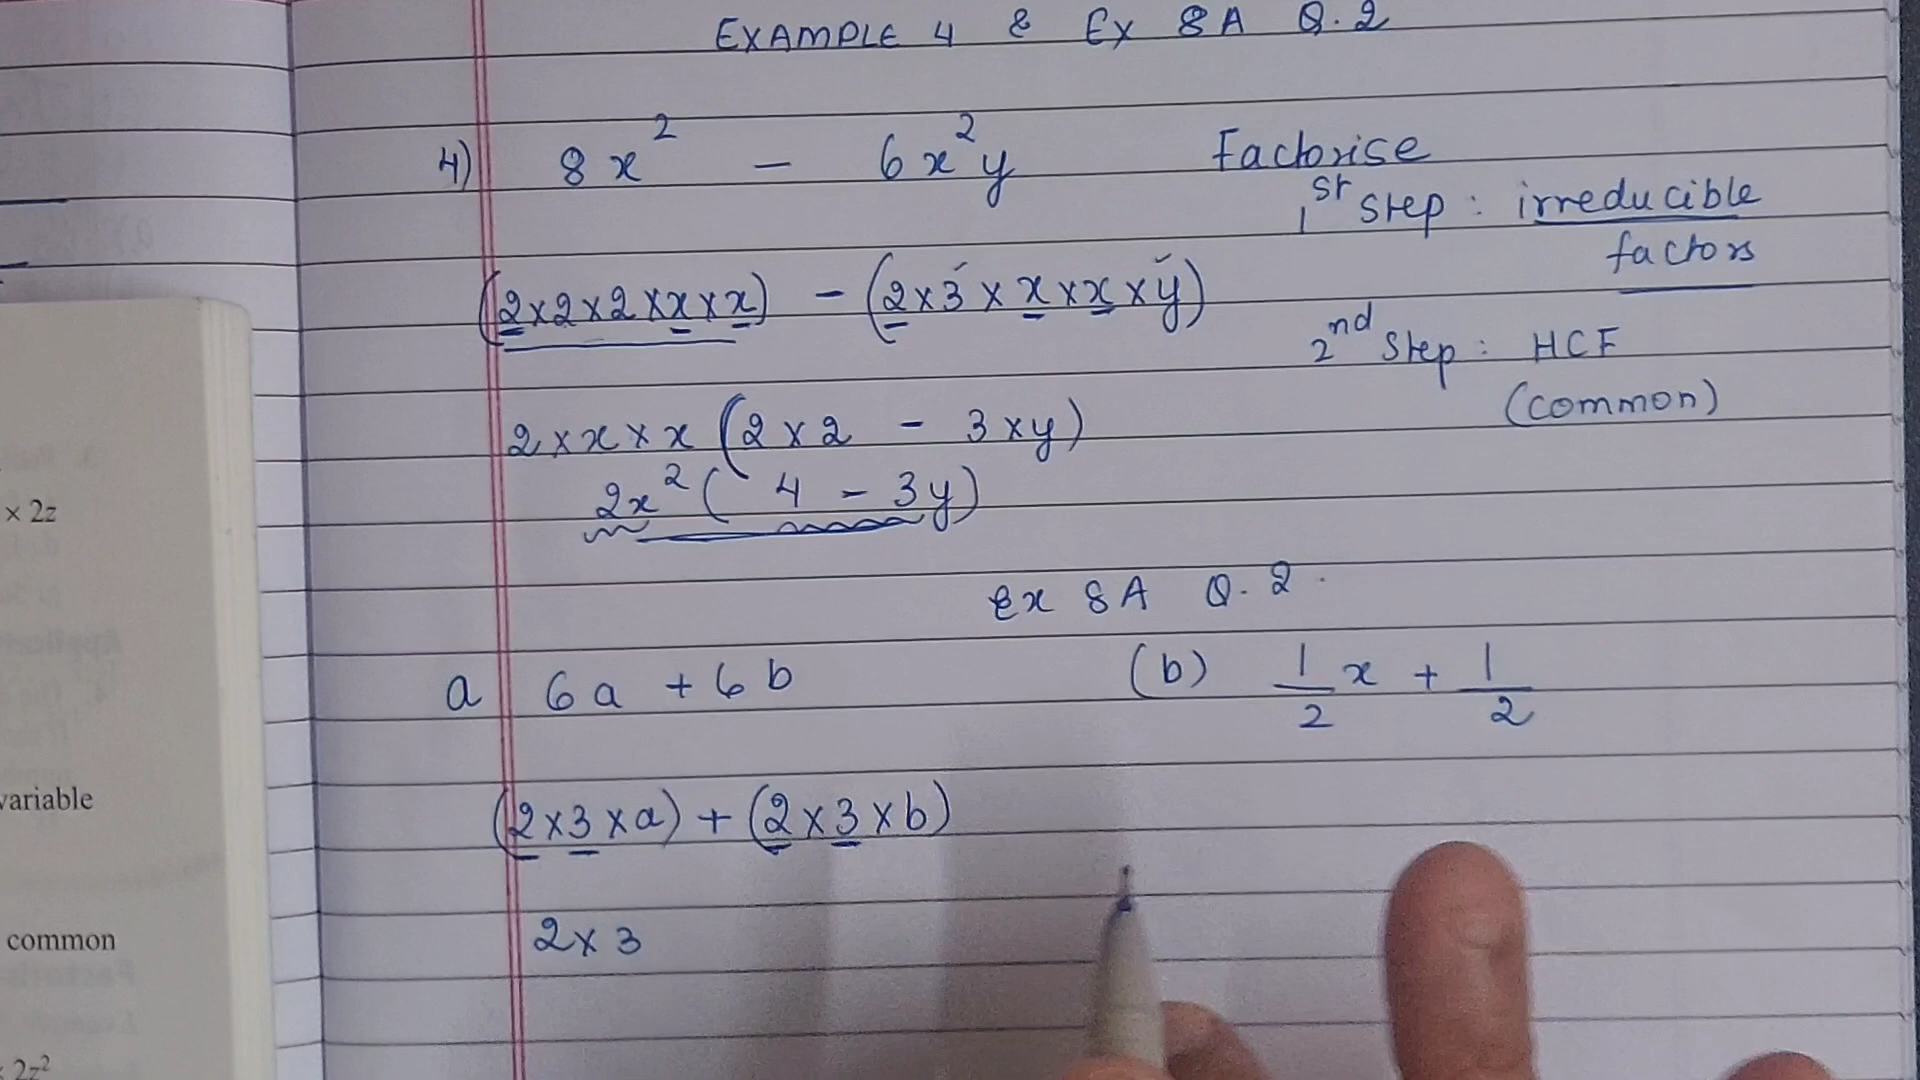 EXAMPLE 4 & Ex 8A Q.2
4) 8x² - 6x²y Factorise
1st Step : irreducible
factors
(2×2×2×x×x) - (2×3×x×x×y)
2nd Step : HCF
(common)
2×x×x(2×2 - 3×y)
2x²(4 - 3y)
Ex 8A Q.2.
a 6a + 6b (b) 1/2 x + 1/2
(2×3×a) + (2×3×b)
2×3
× 2z
variable
common
2z²